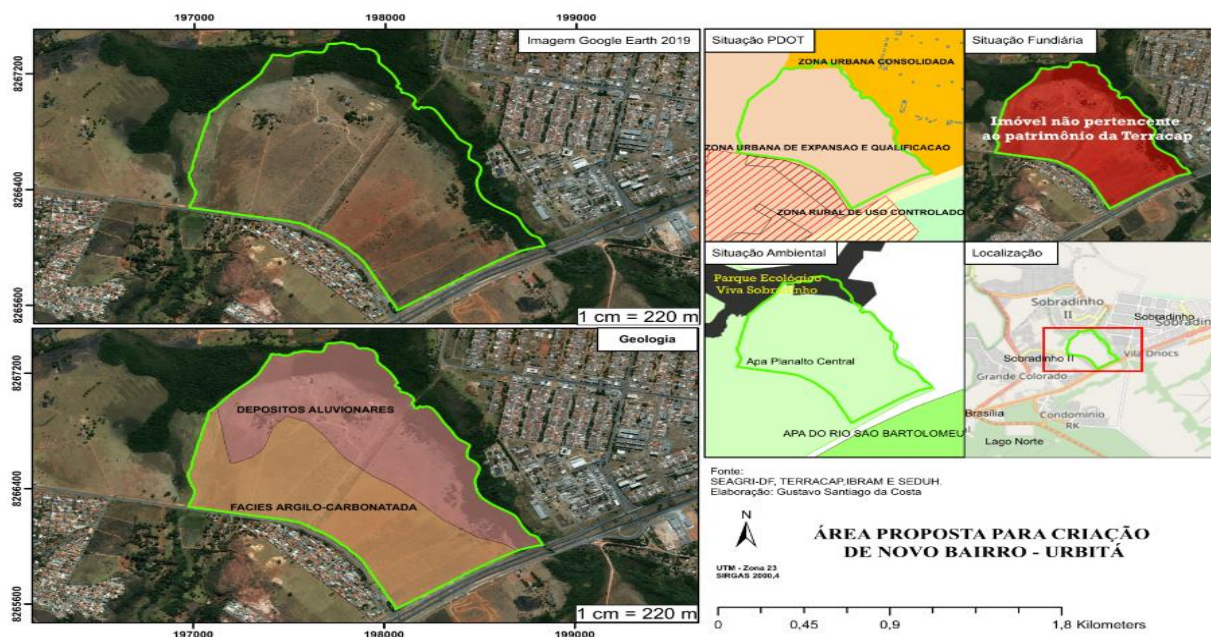 197000
198000
199000
Imagem Google Earth 2019
8267200
8266400
8265600
1 cm = 220 m
Situação PDOT
ZONA URBANA CONSOLIDADA
ZONA URBANA DE EXPANSAO E QUALIFICACAO
ZONA RURAL DE USO CONTROLADO
Situação Fundiária
Imóvel não pertencente
ao patrimônio da Terracap
Geologia
8267200
8266400
8265600
DEPOSITOS ALUVIONARES
FACIES ARGILO-CARBONATADA
1 cm = 220 m
197000
198000
199000
Situação Ambiental
Parque Ecológico
Viva Sobradinho
Apa Planalto Central
APA DO RIO SAO BARTOLOMEU
Localização
Sobradinho
II
Sobradinho
Sobradinho
Sobradinho II
Vila Dnocs
Grande Colorado
Brasília
Condomínio
RK
Lago Norte
Fonte:
SEAGRI-DF, TERRACAP,IBRAM E SEDUH.
Elaboração: Gustavo Santiago da Costa
N
UTM - Zona 23
SIRGAS 2000,4
ÁREA PROPOSTA PARA CRIAÇÃO
DE NOVO BAIRRO - URBITÁ
0 0,45 0,9 1,8 Kilometers